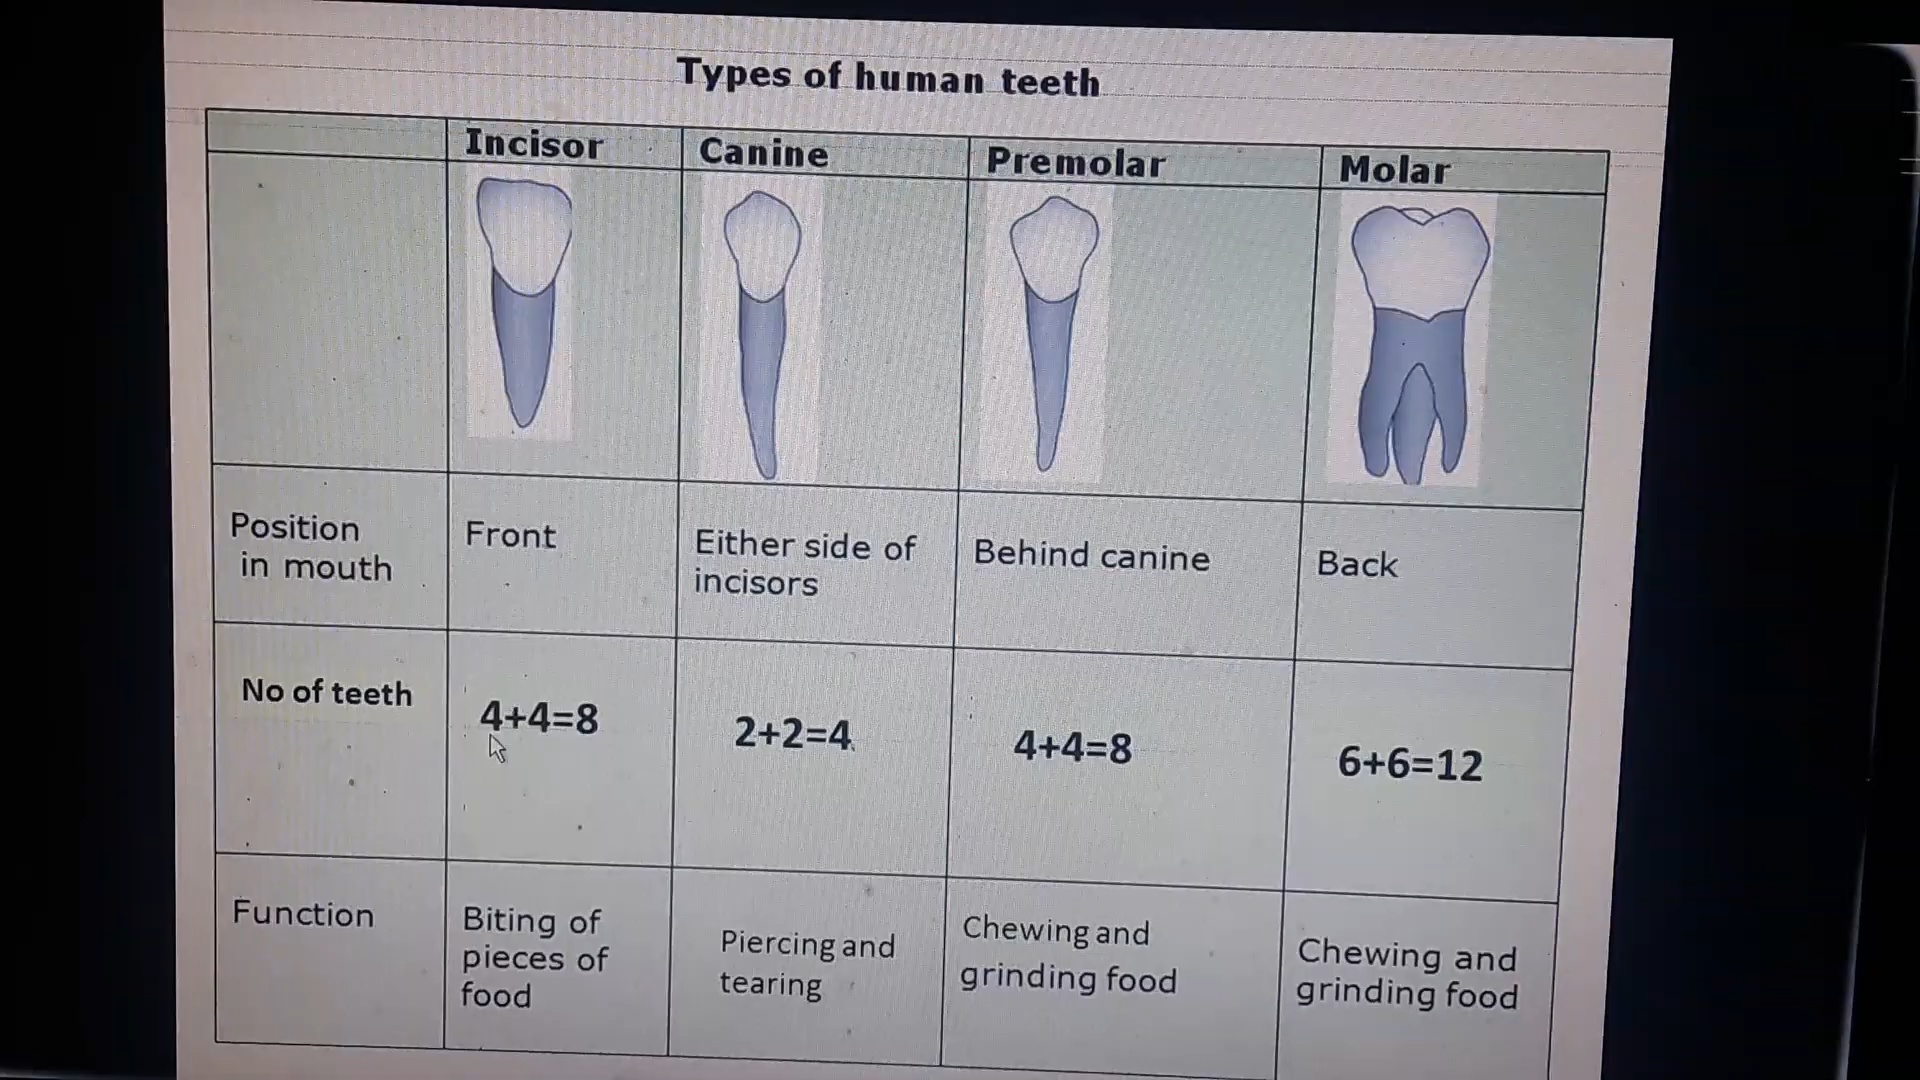 Types of human teeth
Incisor
Canine
Premolar
Molar
Position
in mouth
Front
Either side of
incisors
Behind canine
Back
No of teeth
4+4=8
2+2=4
4+4=8
6+6=12
Function
Biting of
pieces of
food
Piercing and
tearing
Chewing and
grinding food
Chewing and
grinding food